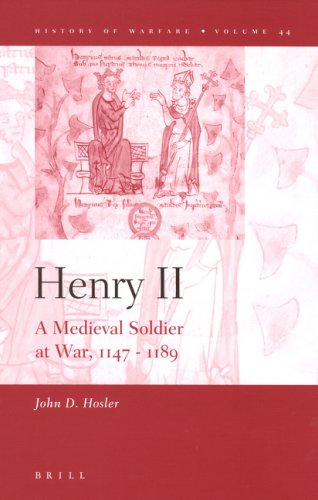 HISTORY OF WARFARE • VOLUME 44
Henry II
A Medieval Soldier
at War, 1147 - 1189
John D. Hosler
BRILL